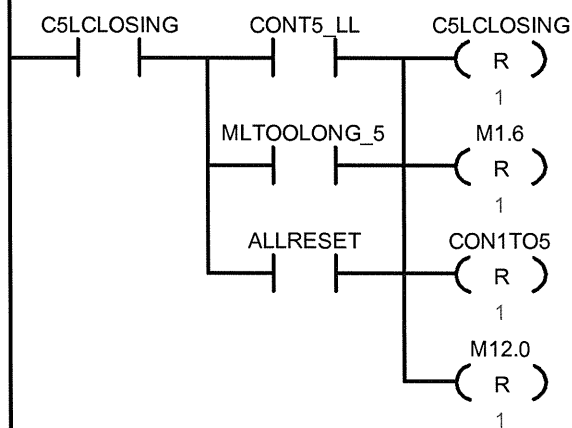 C5LCLOSING CONT5_LL C5LCLOSING
R
1
MLTOOLONG_5 M1.6
R
1
ALLRESET CON1TO5
R
1
M12.0
R
1